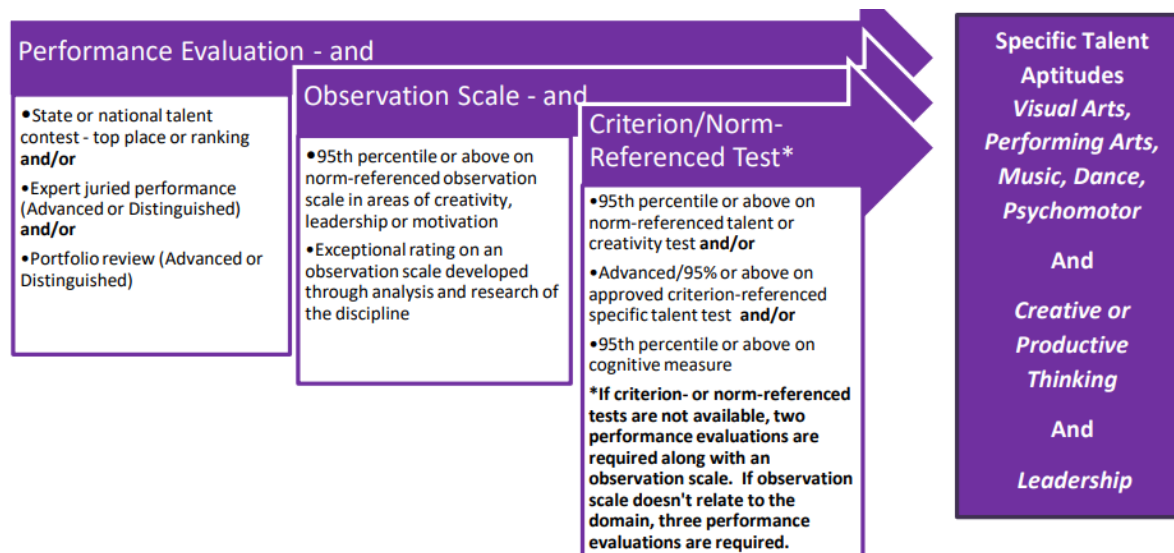 Performance Evaluation - and
•State or national talent
contest - top place or ranking
and/or
•Expert juried performance
(Advanced or Distinguished)
and/or
•Portfolio review (Advanced or
Distinguished)
Observation Scale - and
•95th percentile or above on
norm-referenced observation
scale in areas of creativity,
leadership or motivation
•Exceptional rating on an
observation scale developed
through analysis and research of
the discipline
Criterion/Norm-
Referenced Test*
•95th percentile or above on
norm-referenced talent or
creativity test and/or
•Advanced/95% or above on
approved criterion-referenced
specific talent test  and/or
•95th percentile or above on
cognitive measure
*If criterion- or norm-referenced
tests are not available, two
performance evaluations are
required along with an
observation scale.  If observation
scale doesn't relate to the
domain, three performance
evaluations are required.
Specific Talent
Aptitudes
Visual Arts,
Performing Arts,
Music, Dance,
Psychomotor
And
Creative or
Productive
Thinking
And
Leadership